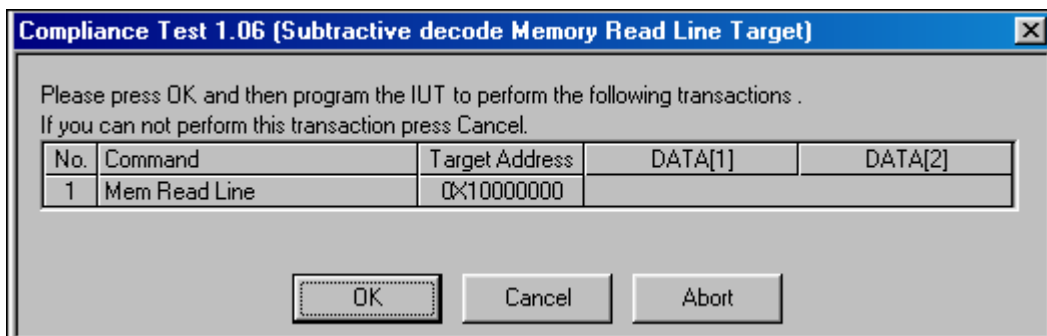 Compliance Test 1.06 (Subtractive decode Memory Read Line Target)
Please press OK and then program the IUT to perform the following transactions .
If you can not perform this transaction press Cancel.
No. Command Target Address DATA[1] DATA[2]
1 Mem Read Line 0X10000000
OK Cancel Abort